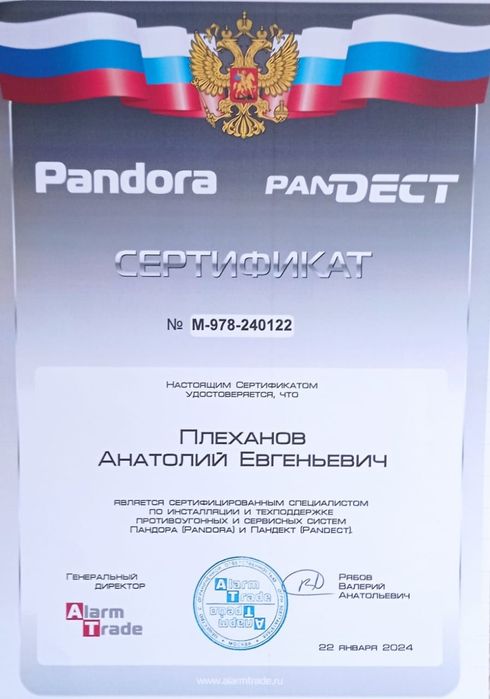 Pandora PANDECT
СЕРТИФИКАТ
№ М-978-240122
Настоящим Сертификатом
удостоверяется, что
Плеханов
Анатолий Евгеньевич
является сертифицированным специалистом
по инсталляции и техподдержке
противоугонных и сервисных систем
Пандора (Pandora) и Пандект (Pandect).
Генеральный
директор
Alarm
Trade
Alarm
Trade
Рябов
Валерий
Анатольевич
22 января 2024
www.alarmtrade.ru